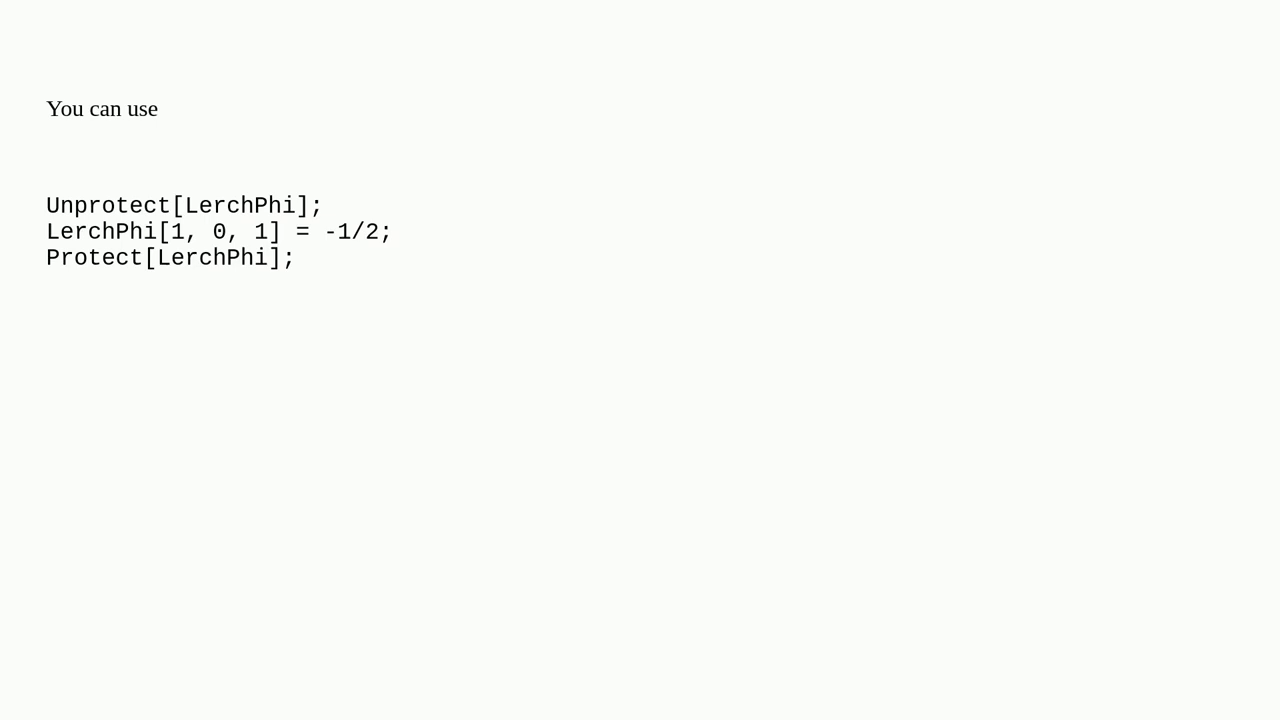 You can use
Unprotect[LerchPhi];
LerchPhi[1, 0, 1] = -1/2;
Protect[LerchPhi];